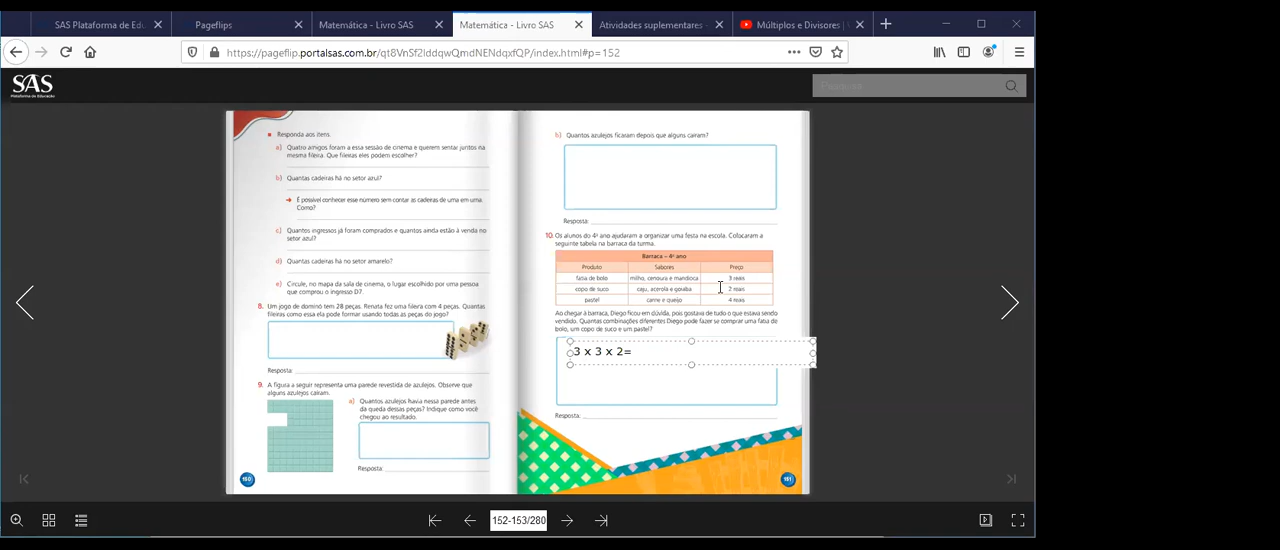 SAS Plataforma de Edu
Pageflips
Matemática - Livro SAS
Matemática - Livro SAS
Atividades suplementares -
Múltiplos e Divisores |
https://pageflip.portalsas.com.br/qt8VnSf2IddqwQmdNENdqxfQP/index.html#p=152
SAS
Plataforma de Educação
Responda aos itens.
a) Quatro amigos foram a essa sessão de cinema e querem sentar juntos na
mesma fileira. Que fileiras eles podem escolher?
b) Quantas cadeiras há no setor azul?
É possível conhecer esse número sem contar as cadeiras de uma em uma.
Como?
c) Quantos ingressos já foram comprados e quantos ainda estão à venda no
setor azul?
d) Quantas cadeiras há no setor amarelo?
e) Circule, no mapa da sala de cinema, o lugar escolhido por uma pessoa
que comprou o ingresso D7.
8. Um jogo de dominó tem 28 peças. Renata fez uma fileira com 4 peças. Quantas
fileiras como essa ela pode formar usando todas as peças do jogo?
Resposta:
9. A figura a seguir representa uma parede revestida de azulejos. Observe que
alguns azulejos caíram.
a) Quantos azulejos havia nessa parede antes
da queda dessas peças? Indique como você
chegou ao resultado.
Resposta:
150
b) Quantos azulejos ficaram depois que alguns caíram?
Resposta:
10. Os alunos do 4º ano ajudaram a organizar uma festa na escola. Colocaram a
seguinte tabela na barraca da turma.
Barraca – 4º ano
Produto Sabores Preço
fatia de bolo milho, cenoura e mandioca 3 reais
copo de suco caju, acerola e goiaba 2 reais
pastel carne e queijo 4 reais
Ao chegar à barraca, Diego ficou em dúvida, pois gostava de tudo o que estava sendo
vendido. Quantas combinações diferentes Diego pode fazer se comprar uma fatia de
bolo, um copo de suco e um pastel?
3 x 3 x 2=
Resposta:
151
152-153/280